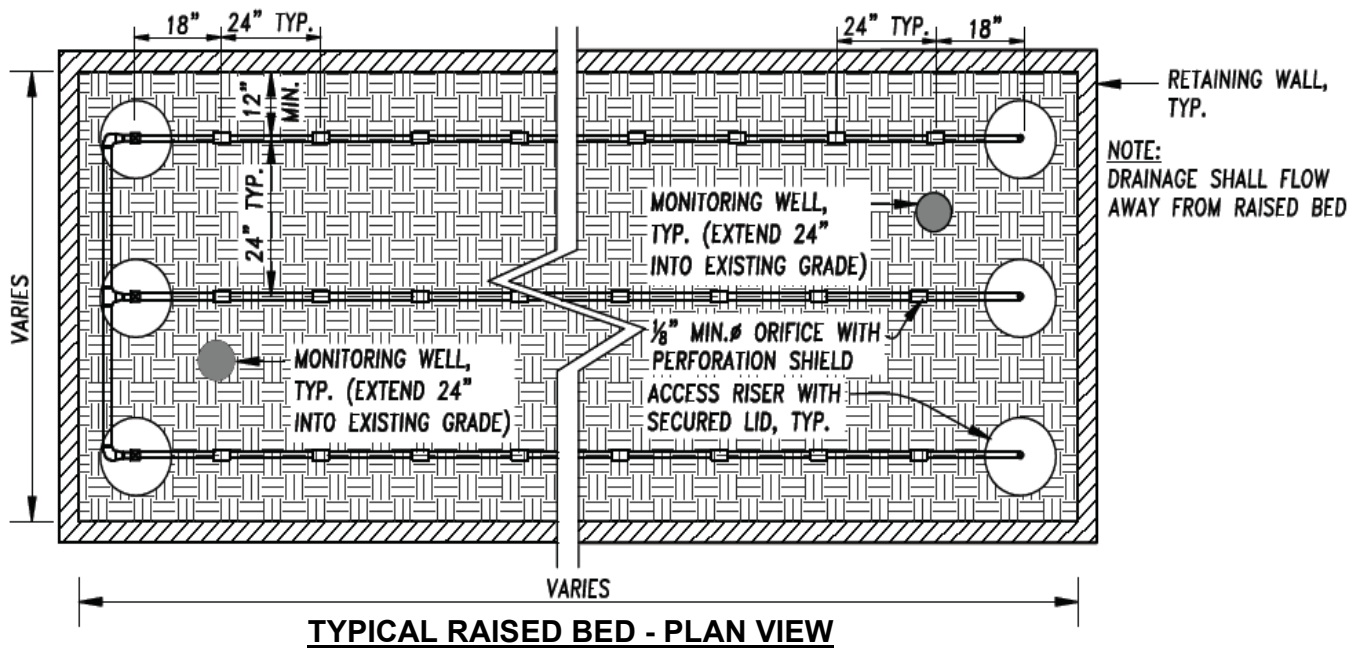 18”
24” TYP.
24” TYP.
18”
12”
MIN.
RETAINING WALL,
TYP.
NOTE:
DRAINAGE SHALL FLOW
AWAY FROM RAISED BED
24” TYP.
MONITORING WELL,
TYP. (EXTEND 24”
INTO EXISTING GRADE)
VARIES
⅛” MIN.ø ORIFICE WITH
PERFORATION SHIELD
MONITORING WELL,
TYP. (EXTEND 24”
INTO EXISTING GRADE)
ACCESS RISER WITH
SECURED LID, TYP.
VARIES
TYPICAL RAISED BED - PLAN VIEW